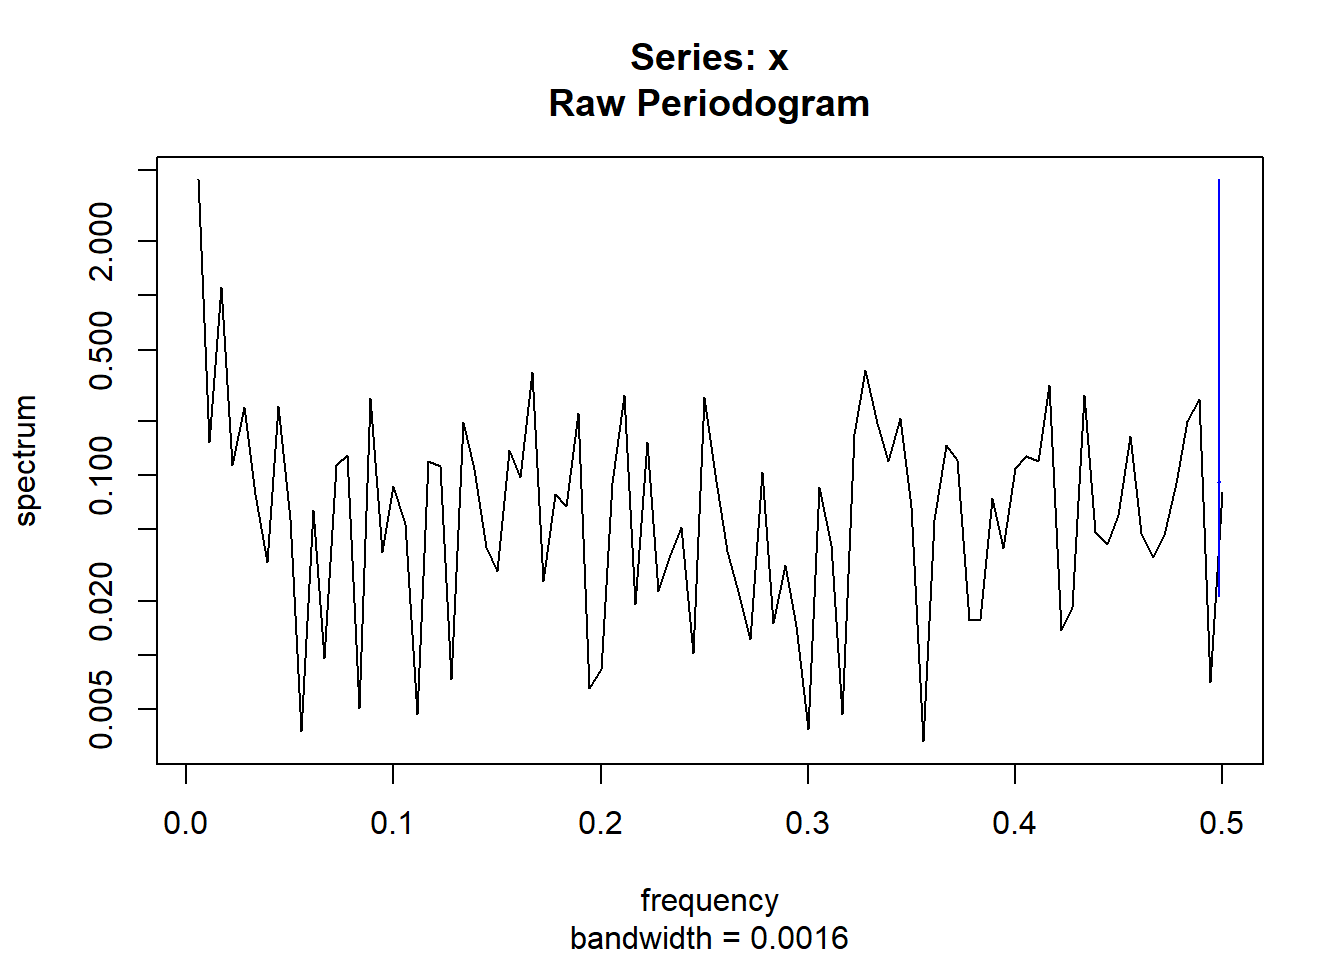 Series: x
Raw Periodogram
spectrum
2.000
0.500
0.100
0.020
0.005
0.0 0.1 0.2 0.3 0.4 0.5
frequency
bandwidth = 0.0016